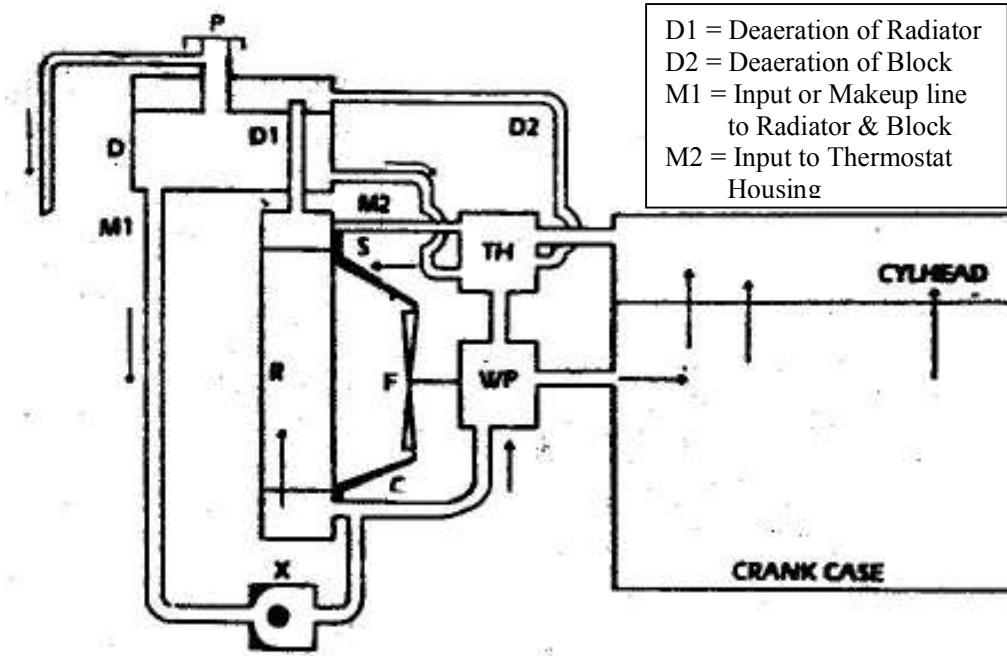 P
D1 = Deaeration of Radiator
D2 = Deaeration of Block
M1 = Input or Makeup line
to Radiator & Block
M2 = Input to Thermostat
Housing
D
D1
D2
M1
M2
S
TH
CYLHEAD
R
F
WP
C
X
CRANK CASE